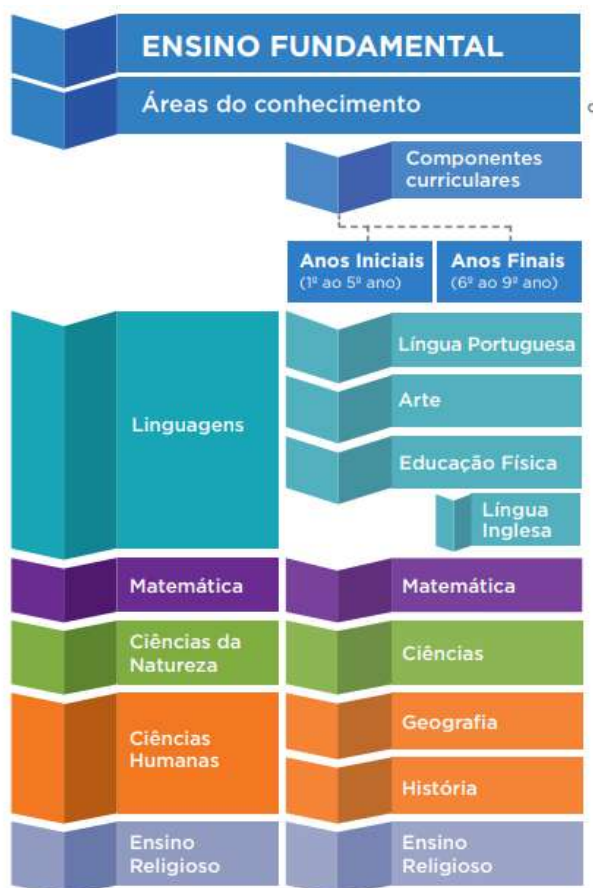 ENSINO FUNDAMENTAL
Áreas do conhecimento
Componentes
curriculares
Anos Iniciais
(1º ao 5º ano)
Anos Finais
(6º ao 9º ano)
Linguagens
Língua Portuguesa
Arte
Educação Física
Língua
Inglesa
Matemática
Matemática
Ciências da
Natureza
Ciências
Ciências
Humanas
Geografia
História
Ensino
Religioso
Ensino
Religioso